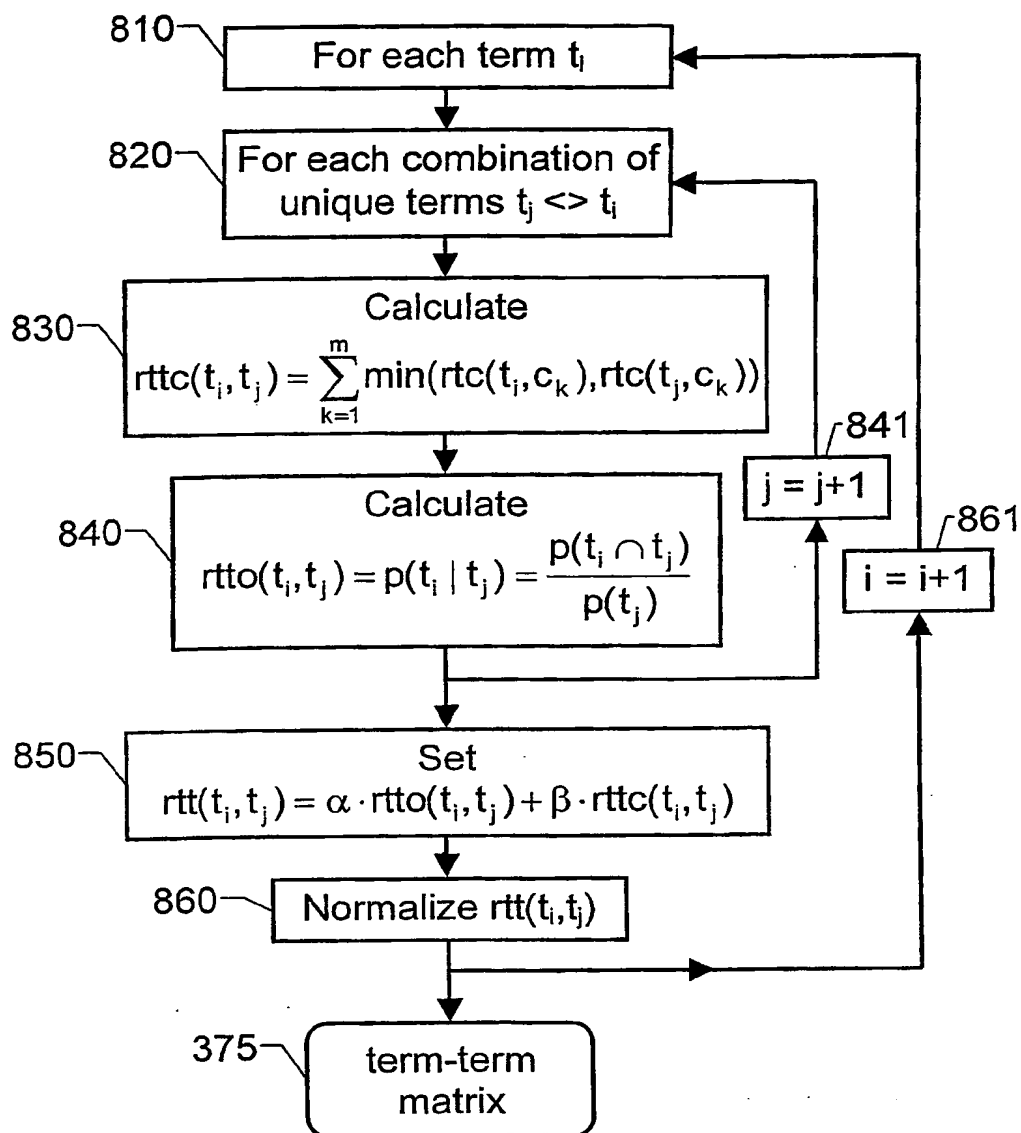 810
For each term tᵢ
820
For each combination of
unique terms tⱼ <> tᵢ
830
Calculate
rttc(tᵢ,tⱼ) = ∑ₖ₌₁ᵐ min(rtc(tᵢ,cₖ),rtc(tⱼ,cₖ))
841
j = j+1
840
Calculate
rtto(tᵢ,tⱼ) = p(tᵢ | tⱼ) = p(tᵢ ∩ tⱼ) / p(tⱼ)
861
i = i+1
850
Set
rtt(tᵢ,tⱼ) = α · rtto(tᵢ,tⱼ) + β · rttc(tᵢ,tⱼ)
860
Normalize rtt(tᵢ,tⱼ)
375
term-term
matrix